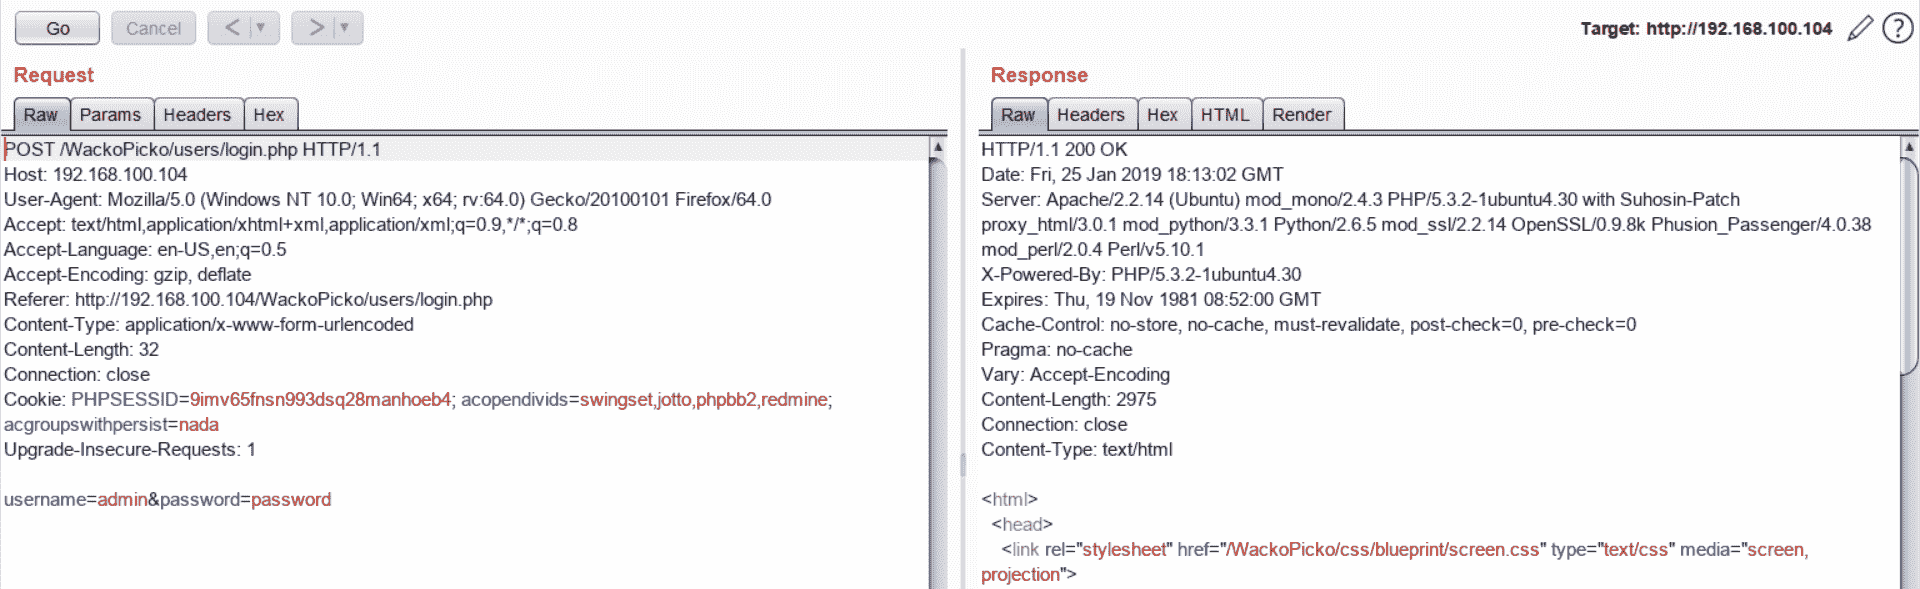 Go
Cancel
<
>
Target: http://192.168.100.104
?
Request
Raw
Params
Headers
Hex
POST /WackoPicko/users/login.php HTTP/1.1
Host: 192.168.100.104
User-Agent: Mozilla/5.0 (Windows NT 10.0; Win64; x64; rv:64.0) Gecko/20100101 Firefox/64.0
Accept: text/html,application/xhtml+xml,application/xml;q=0.9,*/*;q=0.8
Accept-Language: en-US,en;q=0.5
Accept-Encoding: gzip, deflate
Referer: http://192.168.100.104/WackoPicko/users/login.php
Content-Type: application/x-www-form-urlencoded
Content-Length: 32
Connection: close
Cookie: PHPSESSID=9imv65fnsn993dsq28manhoeb4; acopendivids=swingset,jotto,phpbb2,redmine;
acgroupswithpersist=nada
Upgrade-Insecure-Requests: 1
username=admin&password=password
Response
Raw
Headers
Hex
HTML
Render
HTTP/1.1 200 OK
Date: Fri, 25 Jan 2019 18:13:02 GMT
Server: Apache/2.2.14 (Ubuntu) mod_mono/2.4.3 PHP/5.3.2-1ubuntu4.30 with Suhosin-Patch
proxy_html/3.0.1 mod_python/3.3.1 Python/2.6.5 mod_ssl/2.2.14 OpenSSL/0.9.8k Phusion_Passenger/4.0.38
mod_perl/2.0.4 Perl/v5.10.1
X-Powered-By: PHP/5.3.2-1ubuntu4.30
Expires: Thu, 19 Nov 1981 08:52:00 GMT
Cache-Control: no-store, no-cache, must-revalidate, post-check=0, pre-check=0
Pragma: no-cache
Vary: Accept-Encoding
Content-Length: 2975
Connection: close
Content-Type: text/html
<html>
<head>
<link rel="stylesheet" href="/WackoPicko/css/blueprint/screen.css" type="text/css" media="screen,
projection">